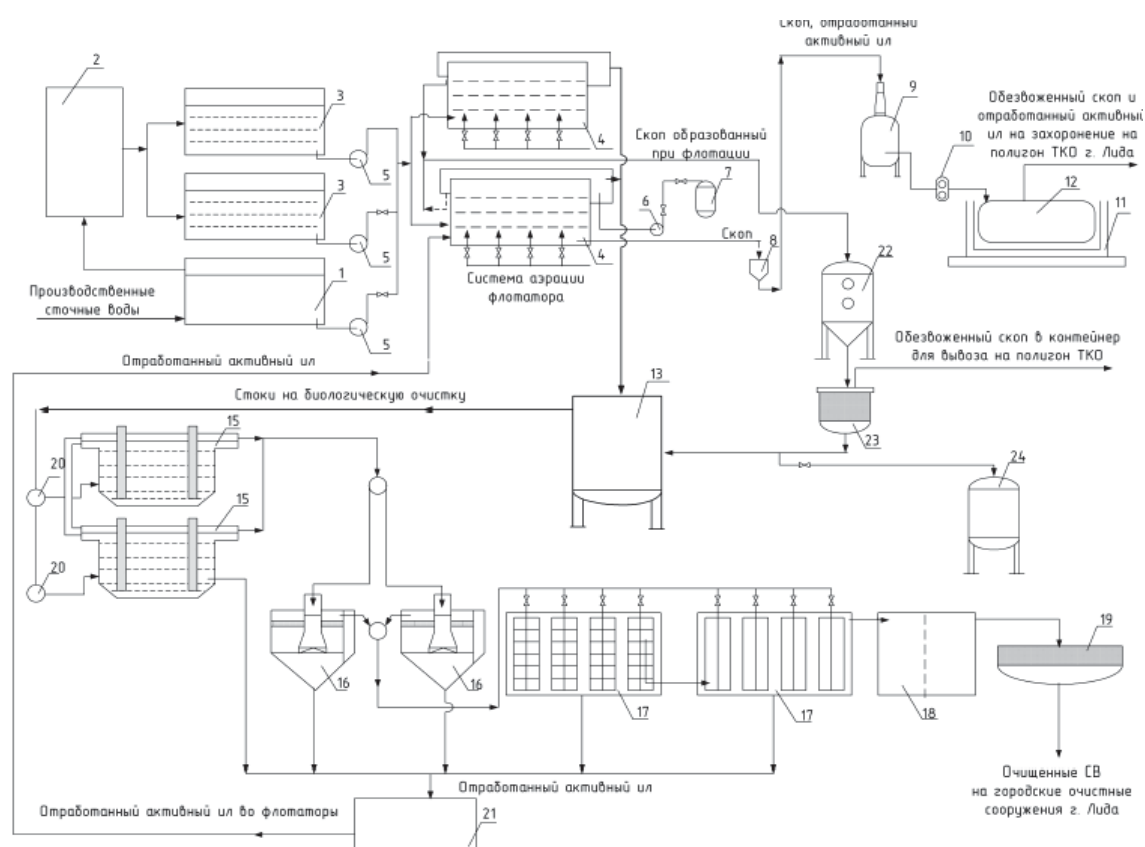 Скоп, отработанный
активный ил
2
3
9
Обезвоженный скоп и
отработанный активный
ил на захоронение на
полигон ТКО г. Лида
10
4
Скоп образованный
при флотации
5
7
12
3
6
11
Скоп
8
4
5
22
Система аэрации
флотатора
1
Производственные
сточные воды
5
Обезвоженный скоп в контейнер
для вывоза на полигон ТКО
Отработанный активный ил
13
Стоки на биологическую очистку
15
23
20
24
15
20
19
16
16
17
17
18
Отработанный активный ил
Очищенные СВ
на городские очистные
сооружения г. Лида
Отработанный активный ил во флотаторы
21